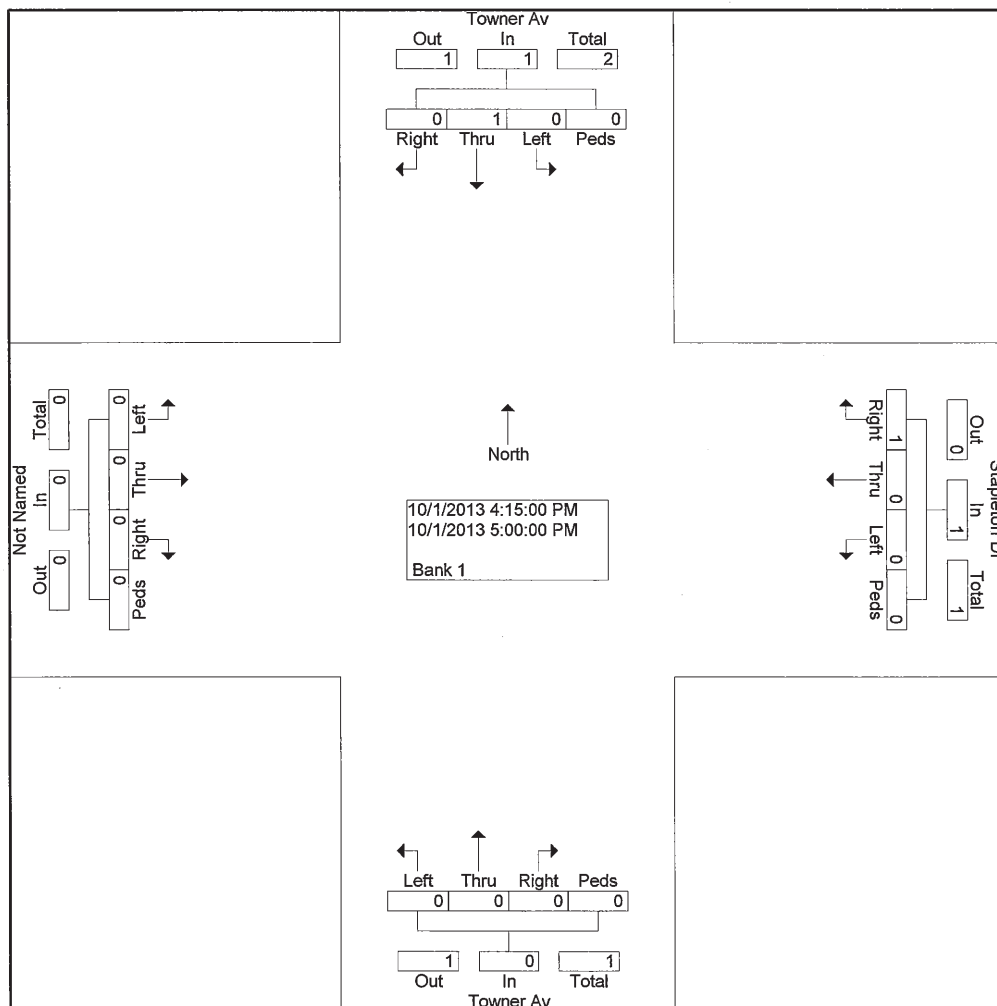 Towner Av
Out In Total
1 1 2
0 1 0 0
Right Thru Left Peds
Not Named
Total In Out
0 0 0
0 0 0 0
Left Thru Right Peds
North
10/1/2013 4:15:00 PM
10/1/2013 5:00:00 PM
Bank 1
Stapleton Dr
Out In Total
0 1 1
1 0 0 0
Right Thru Left Peds
Left Thru Right Peds
0 0 0 0
1 0 1
Out In Total
Towner Av